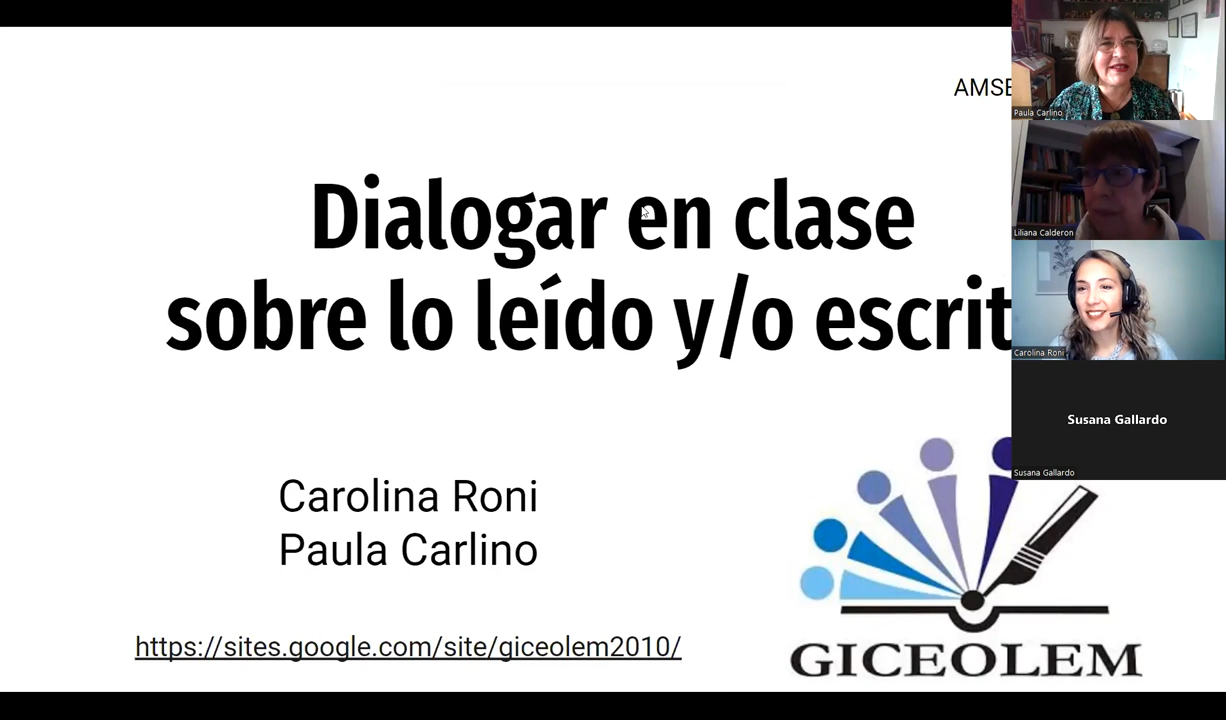 AMSE
Dialogar en clase
sobre lo leído y/o escrit
Carolina Roni
Paula Carlino
https://sites.google.com/site/giceolem2010/
GICEOLEM
Paula Carlino
Liliana Calderon
Carolina Roni
Susana Gallardo
Susana Gallardo